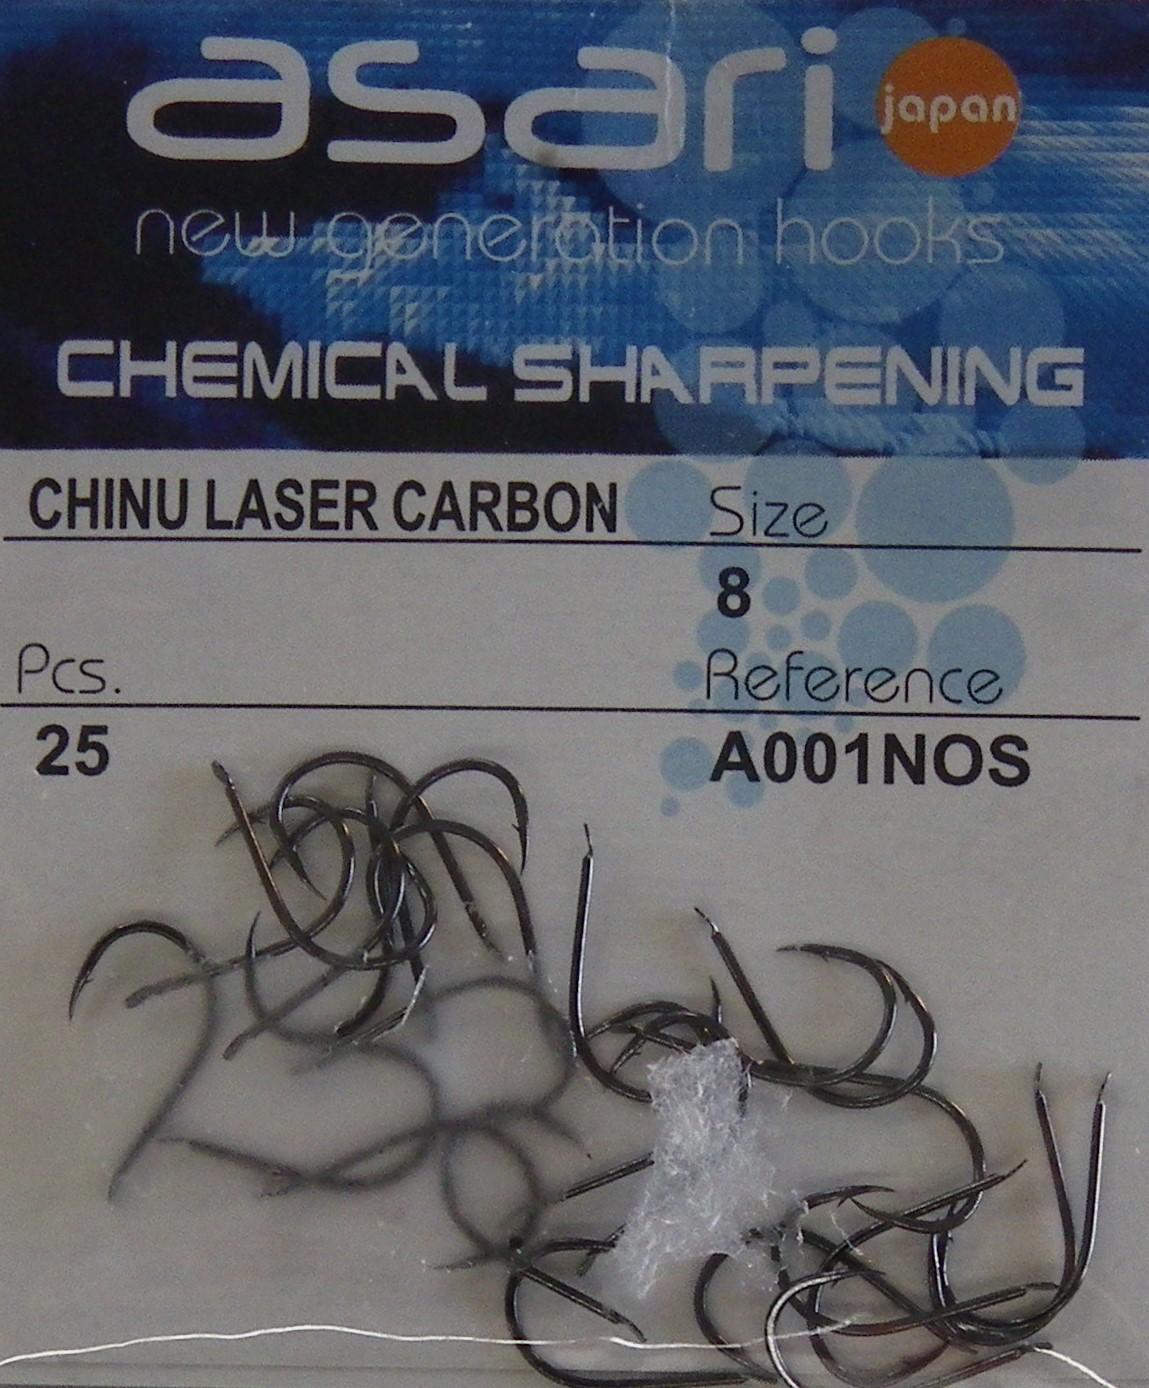 asari japan
new generation hooks
CHEMICAL SHARPENING
CHINU LASER CARBON Size
8
Pcs. Reference
25 A001NOS